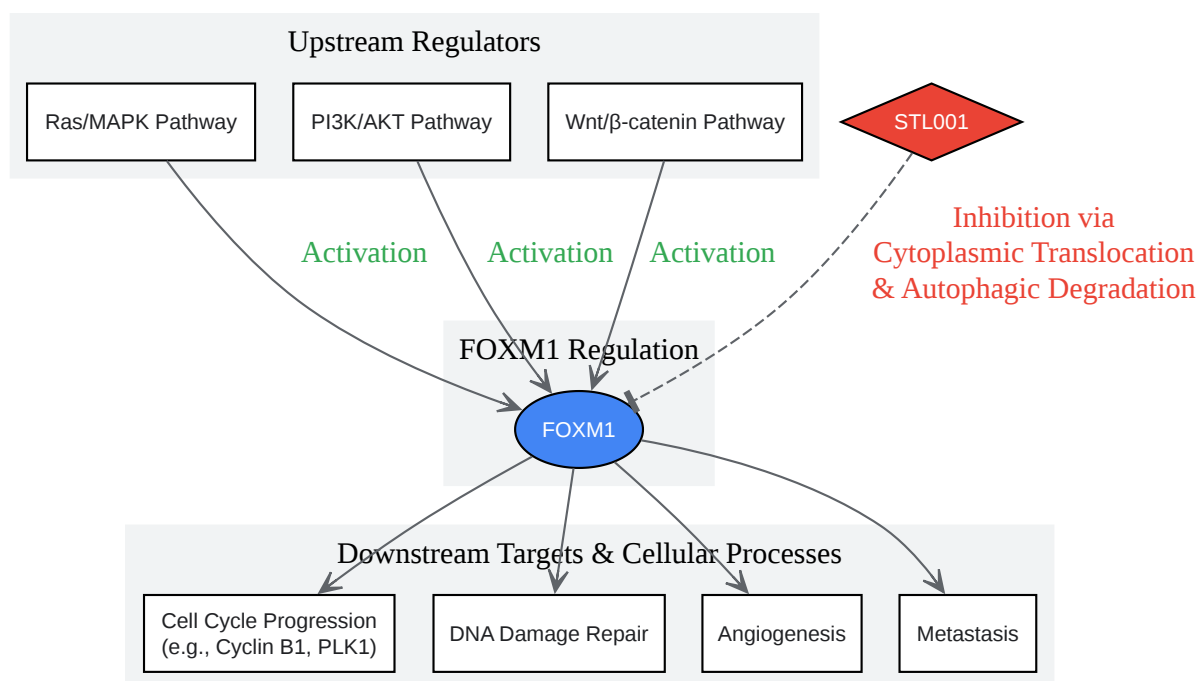 Upstream Regulators
Ras/MAPK Pathway
PI3K/AKT Pathway
Wnt/β-catenin Pathway
STL001
Inhibition via
Cytoplasmic Translocation
& Autophagic Degradation
Activation
Activation
Activation
FOXM1 Regulation
FOXM1
Downstream Targets & Cellular Processes
Cell Cycle Progression
(e.g., Cyclin B1, PLK1)
DNA Damage Repair
Angiogenesis
Metastasis